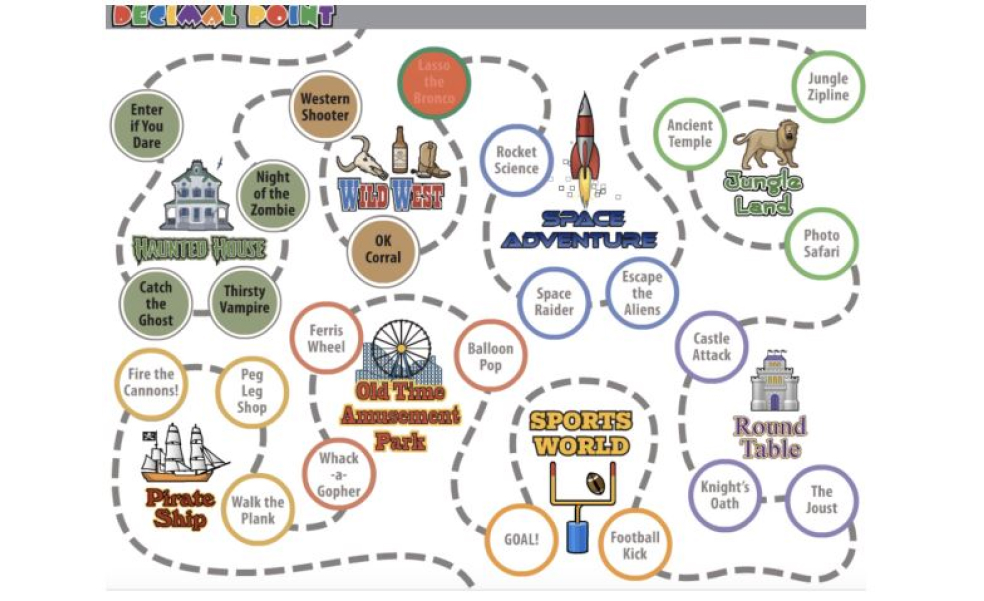 DECIMAL POINT
Enter
if You
Dare
Western
Shooter
Lasso
the
Bronco
Jungle
Zipline
Ancient
Temple
Rocket
Science
Night
of the
Zombie
WILD WEST
Jungle
Land
SPACE
ADVENTURE
HAUNTED HOUSE
OK
Corral
Photo
Safari
Catch
the
Ghost
Thirsty
Vampire
Space
Raider
Escape
the
Aliens
Ferris
Wheel
Balloon
Pop
Castle
Attack
Fire the
Cannons!
Peg
Leg
Shop
Old Time
Amusement
Park
SPORTS
WORLD
Round
Table
Whack
-a-
Gopher
Pirate
Ship
Walk the
Plank
Knight's
Oath
The
Joust
GOAL!
Football
Kick